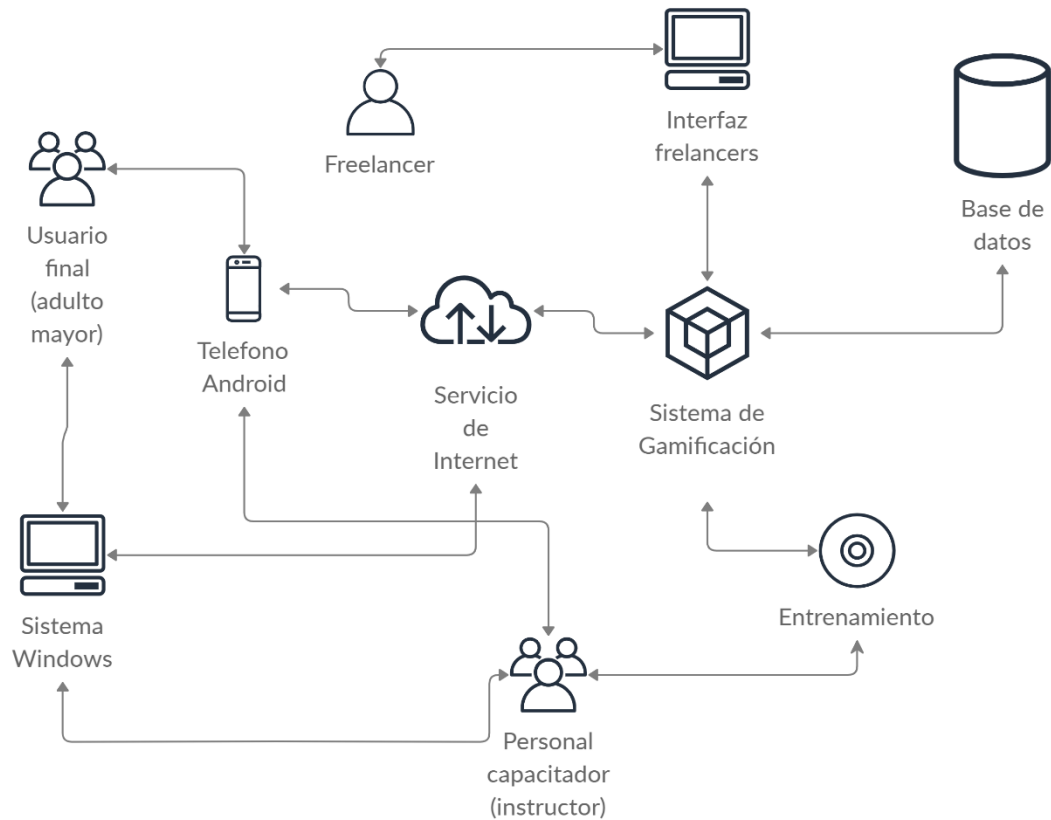 Interfaz
frelancers
Freelancer
Base de
datos
Usuario
final
(adulto
mayor)
Telefono
Android
Servicio
de
Internet
Sistema de
Gamificación
Sistema
Windows
Entrenamiento
Personal
capacitador
(instructor)